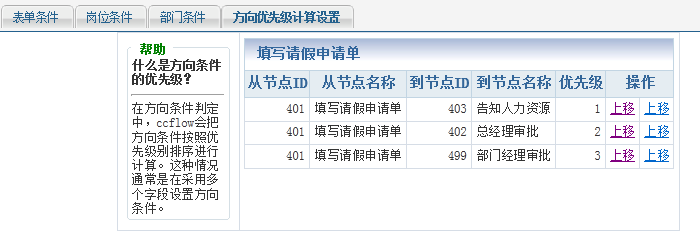 表单条件 岗位条件 部门条件 方向优先级计算设置
帮助
什么是方向条件
的优先级？
在方向条件判定
中，ccflow会把
方向条件按照优
先级别排序进行
计算。这种情况
通常是在采用多
个字段设置方向
条件。
填写请假申请单
从节点ID 从节点名称 到节点ID 到节点名称 优先级 操作
401 填写请假申请单 403 告知人力资源 1 上移 上移
401 填写请假申请单 402 总经理审批 2 上移 上移
401 填写请假申请单 499 部门经理审批 3 上移 上移